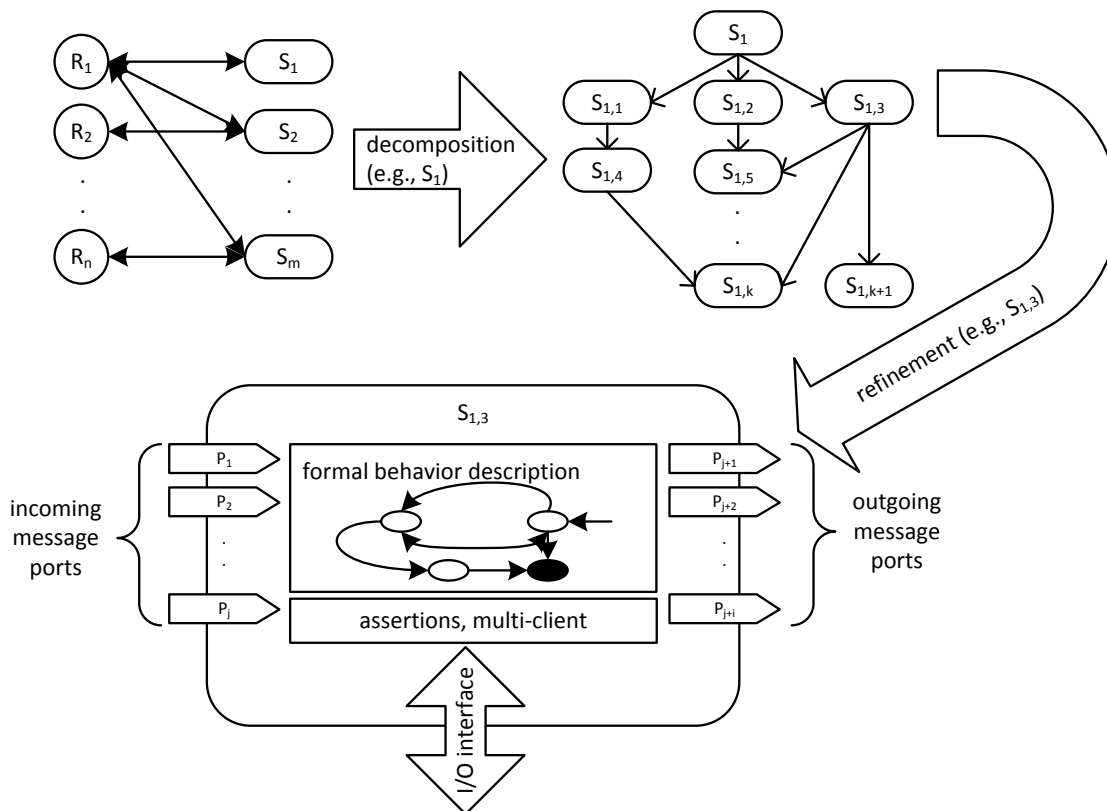 R1
S1
R2
S2
.
.
.
.
Rn
Sm
decomposition
(e.g., S1)
S1
S1,1
S1,2
S1,3
S1,4
S1,5
.
.
S1,k
S1,k+1
refinement (e.g., S1,3)
S1,3
incoming
message
ports
P1
P2
.
.
Pj
formal behavior description
assertions, multi-client
Pj+1
Pj+2
.
.
Pj+i
outgoing
message
ports
I/O interface